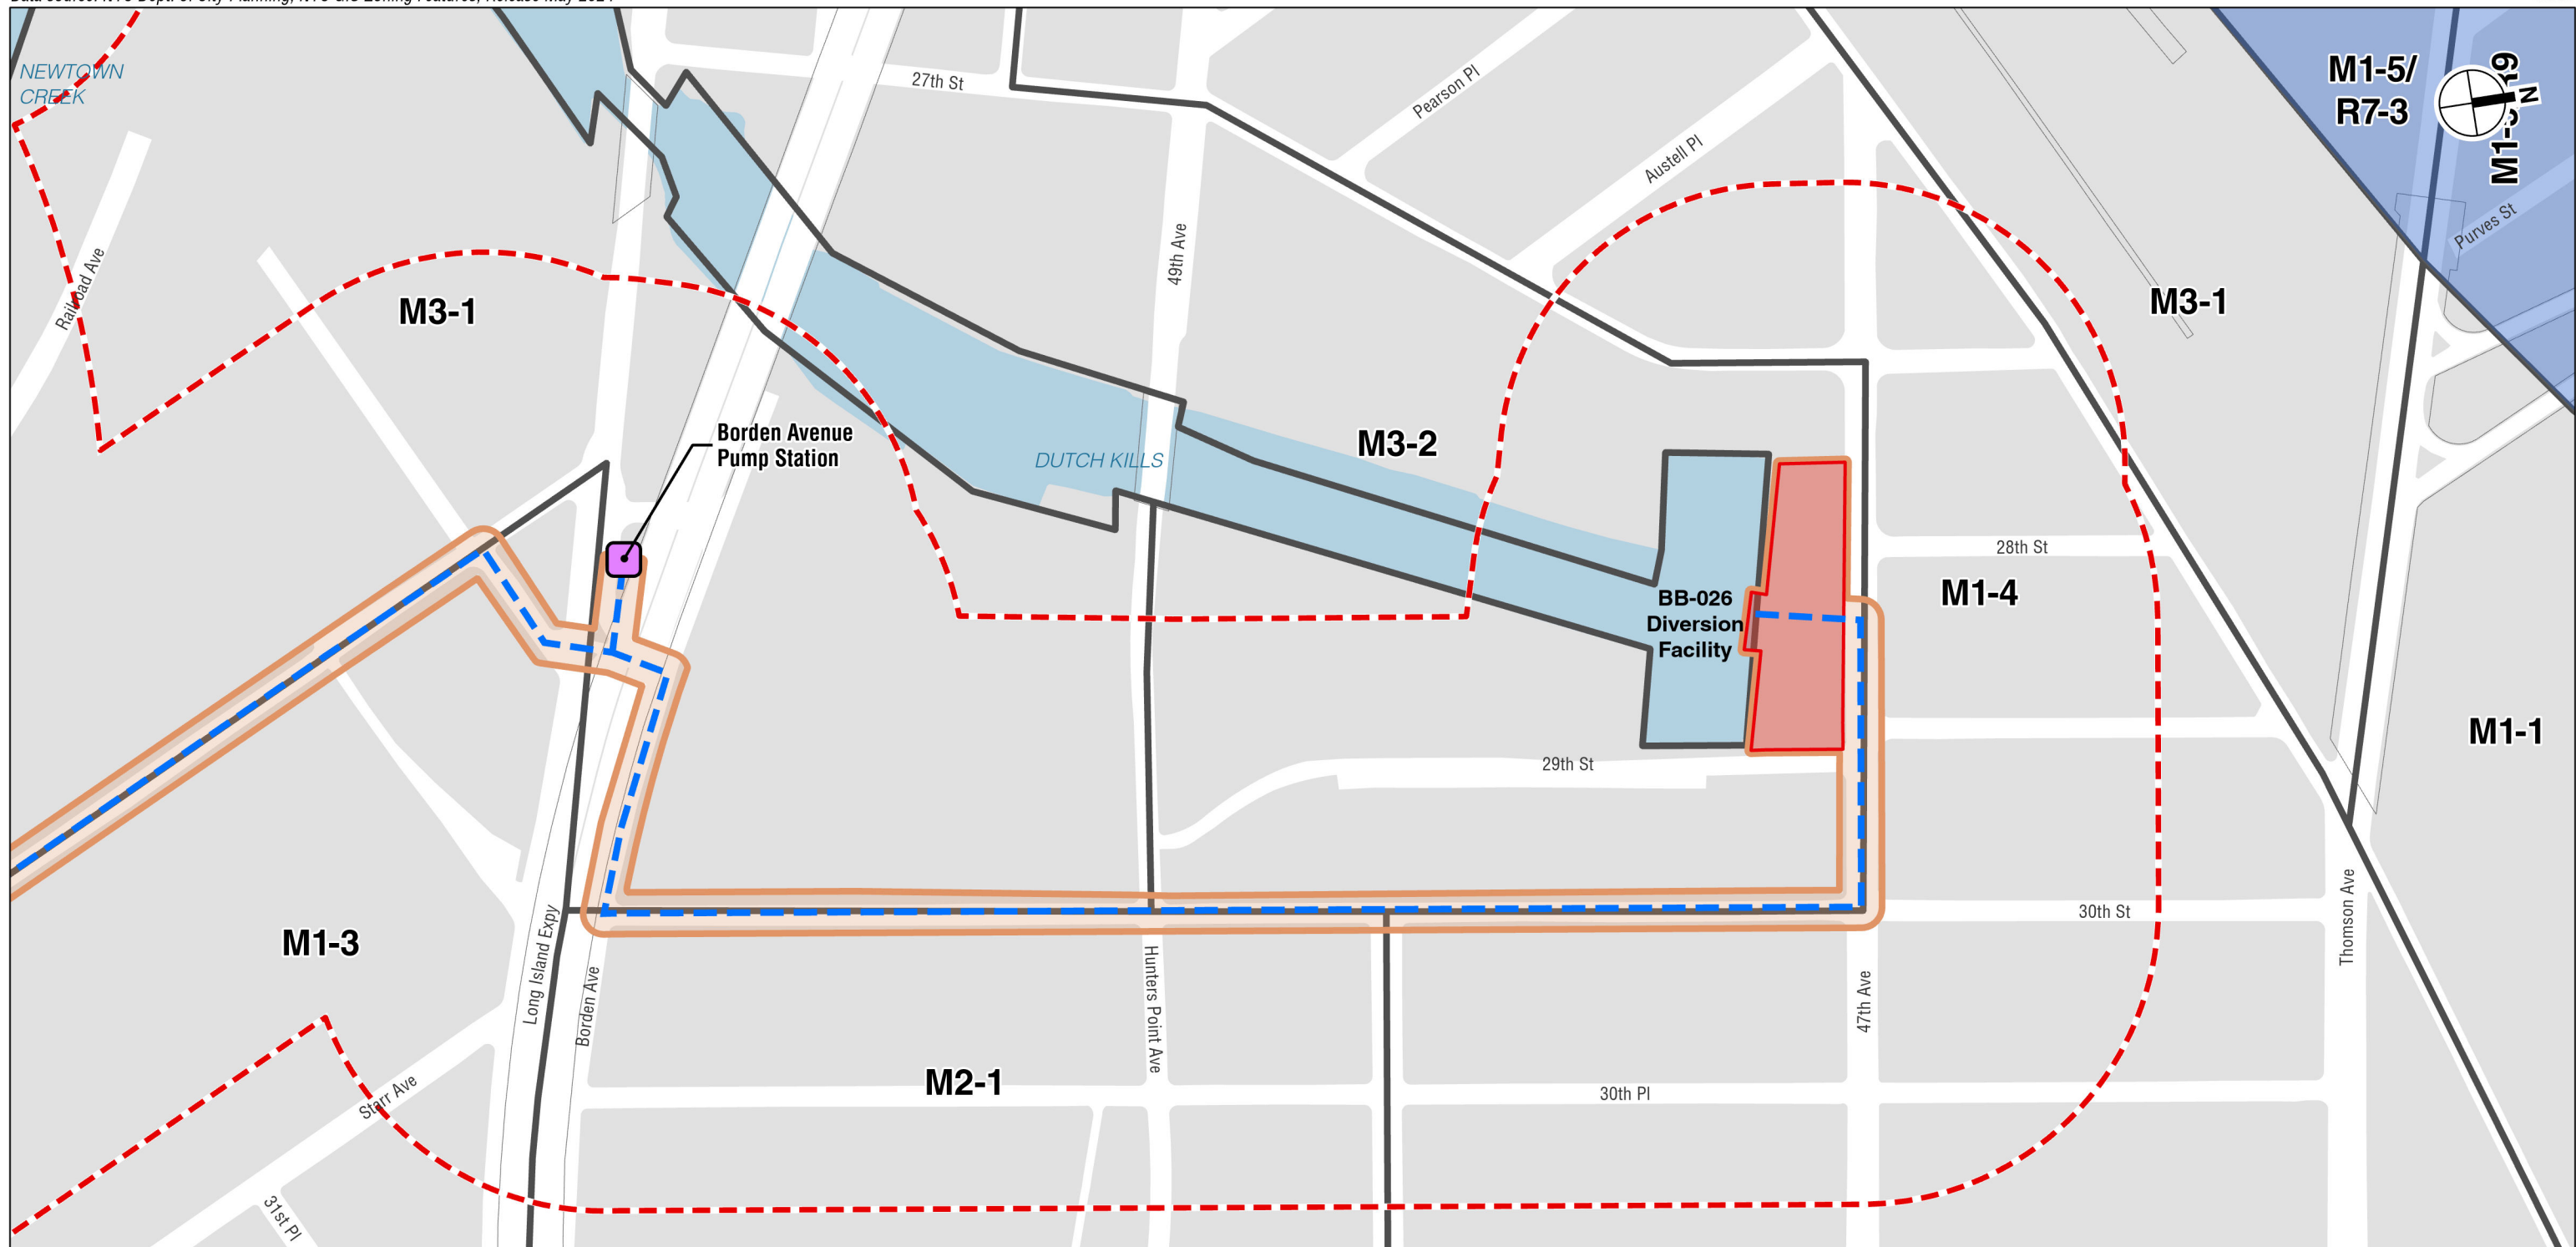 NEWTOWN
CREEK
27th St
Pearson Pl
Austell Pl
M1-5/
R7-3
N
Purves St
Railroad Ave
M3-1
49th Ave
M3-1
Borden Avenue
Pump Station
DUTCH KILLS
M3-2
28th St
BB-026
Diversion
Facility
M1-4
M1-1
29th St
M1-3
Long Island Expy
Borden Ave
Hunters Point Ave
47th Ave
30th St
Thomson Ave
Starr Ave
M2-1
30th Pl
31st Pl